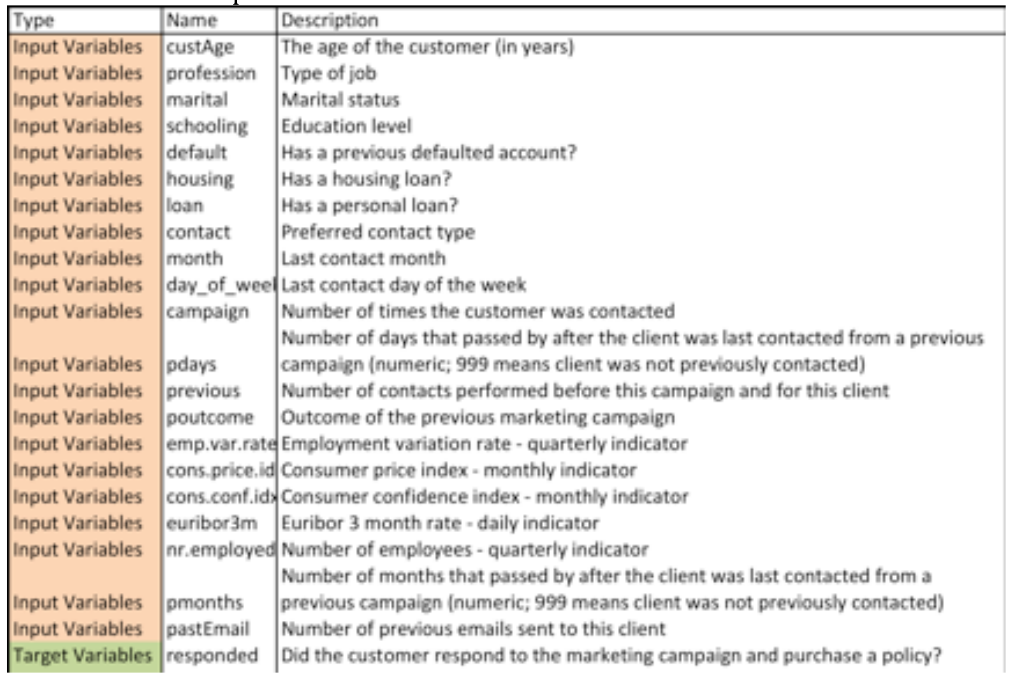 Type Name Description
Input Variables custAge The age of the customer (in years)
Input Variables profession Type of job
Input Variables marital Marital status
Input Variables schooling Education level
Input Variables default Has a previous defaulted account?
Input Variables housing Has a housing loan?
Input Variables loan Has a personal loan?
Input Variables contact Preferred contact type
Input Variables month Last contact month
Input Variables day_of_weel Last contact day of the week
Input Variables campaign Number of times the customer was contacted
Number of days that passed by after the client was last contacted from a previous
Input Variables pdays campaign (numeric; 999 means client was not previously contacted)
Input Variables previous Number of contacts performed before this campaign and for this client
Input Variables poutcome Outcome of the previous marketing campaign
Input Variables emp.var.rate Employment variation rate - quarterly indicator
Input Variables cons.price.id Consumer price index - monthly indicator
Input Variables cons.conf.idx Consumer confidence index - monthly indicator
Input Variables euribor3m Euribor 3 month rate - daily indicator
Input Variables nr.employed Number of employees - quarterly indicator
Number of months that passed by after the client was last contacted from a
Input Variables pmonths previous campaign (numeric; 999 means client was not previously contacted)
Input Variables pastEmail Number of previous emails sent to this client
Target Variables responded Did the customer respond to the marketing campaign and purchase a policy?